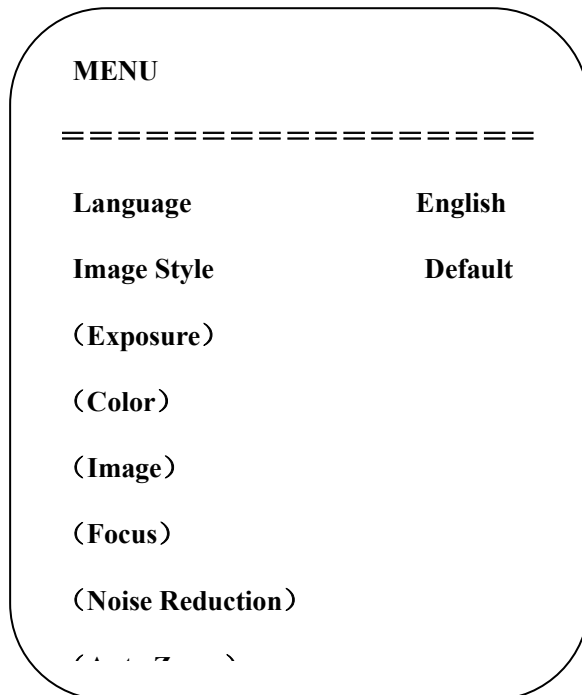 MENU
=================
Language English
Image Style Default
（Exposure）
（Color）
（Image）
（Focus）
（Noise Reduction）